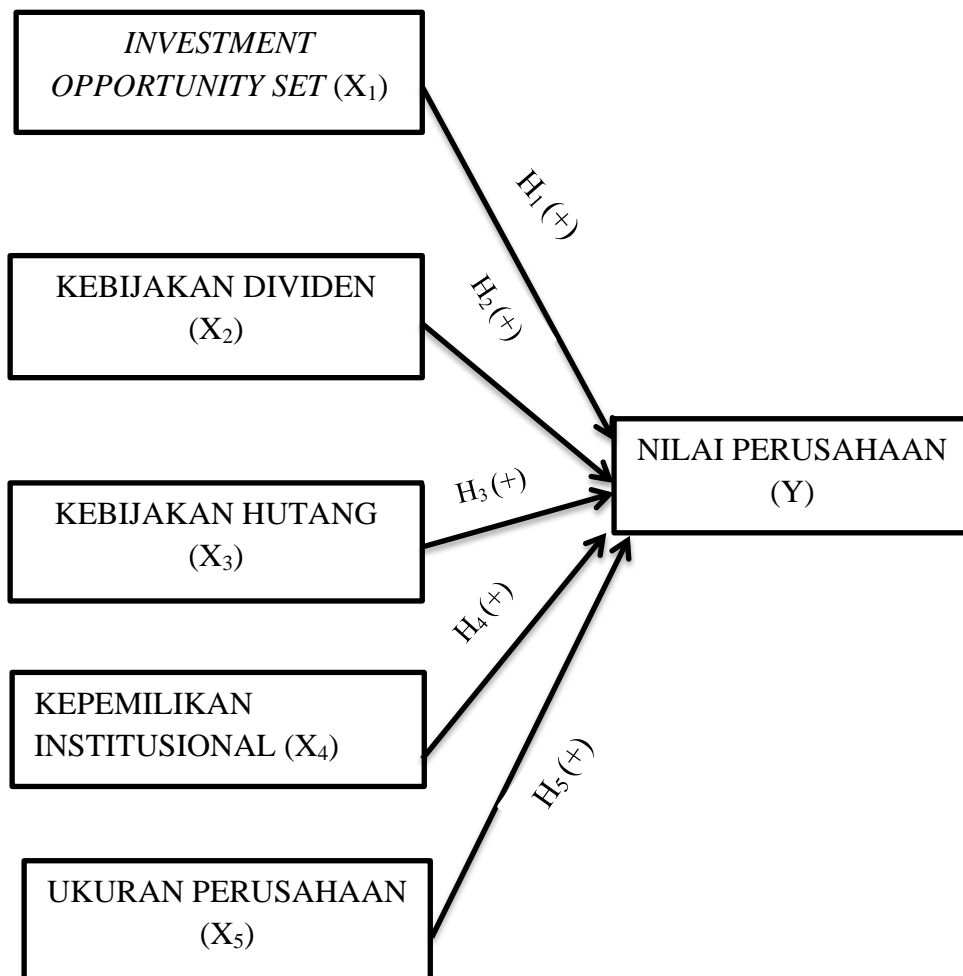 INVESTMENT
OPPORTUNITY SET (X₁)
H₁(+)
KEBIJAKAN DIVIDEN
(X₂)
H₂(+)
NILAI PERUSAHAAN
(Y)
KEBIJAKAN HUTANG
(X₃)
H₃(+)
H₄(+)
KEPEMILIKAN
INSTITUSIONAL (X₄)
H₅(+)
UKURAN PERUSAHAAN
(X₅)